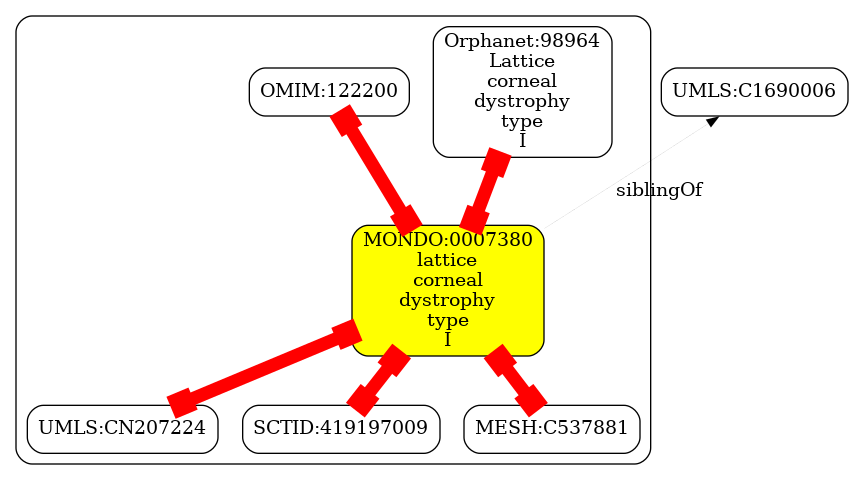 Orphanet:98964
Lattice
corneal
dystrophy
type
I
OMIM:122200
UMLS:C1690006
siblingOf
MONDO:0007380
lattice
corneal
dystrophy
type
I
UMLS:CN207224
SCTID:419197009
MESH:C537881